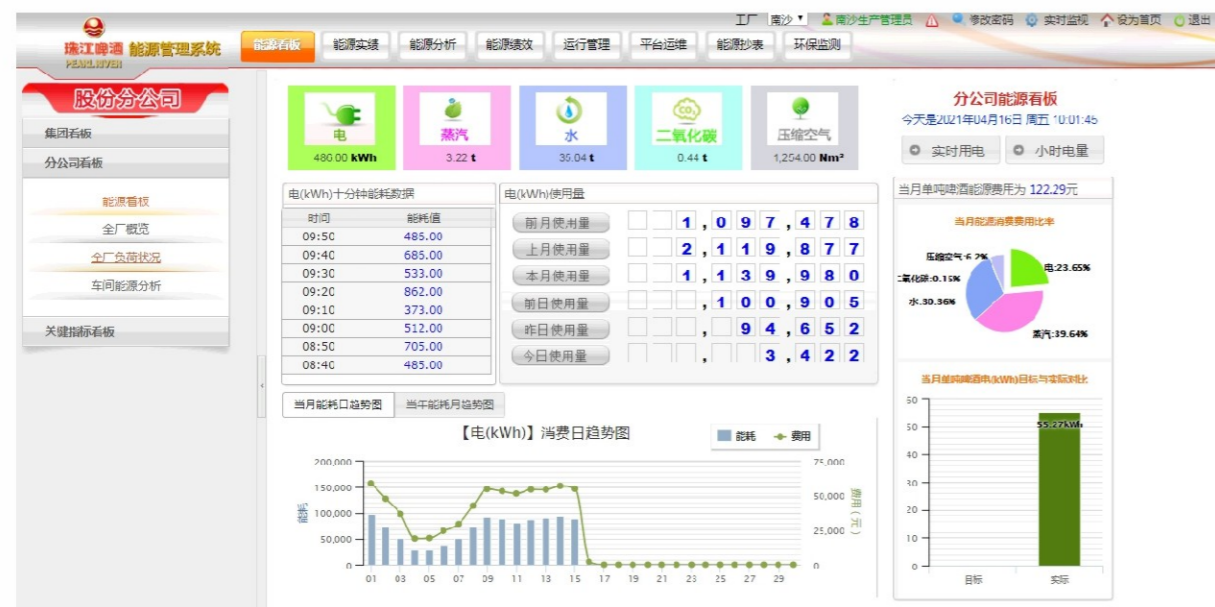 工厂 南沙 南沙生产管理员 修改密码 实时监视 设为首页 退出
珠江啤酒 能源管理系统
PEARL RIVER
能源看板 能源实绩 能源分析 能源绩效 运行管理 平台运维 能源抄表 环保监测
股份分公司
集团看板
分公司看板
能源看板
全厂概览
全厂负荷状况
车间能源分析
关键指标看板
电 蒸汽 水 二氧化碳 压缩空气
480.00 kWh 3.22 t 35.04 t 0.44 t 1,254.00 Nm³
分公司能源看板
今天是2021年04月16日 周五 10:01:45
实时用电 小时电量
电(kWh)十分钟能耗数据
时间 能耗值
09:50 485.00
09:40 685.00
09:30 533.00
09:20 862.00
09:10 373.00
09:00 512.00
08:50 705.00
08:40 485.00
电(kWh)使用量
前月使用量 1,097,478
上月使用量 2,119,877
本月使用量 1,139,980
前日使用量 ,100,905
昨日使用量 , 94,652
今日使用量 , 3,422
当月单吨啤酒能源费用为 122.29元
当月能源消费费用比率
压缩空气:6.2%
电:23.65%
二氧化碳:0.15%
水:30.36%
蒸汽:39.64%
当月能耗日趋势图 当年能耗月趋势图
【电(kWh)】消费日趋势图
能耗 费用
200,000 75,000
150,000
50,000
100,000
25,000
50,000
0 0
能耗
费用（元）
01 03 05 07 09 11 13 15 17 19 21 23 25 27 29
当月单吨啤酒电(kWh)目标与实际对比
60
50
40
30
20
10
0
55.27kWh
目标 实际